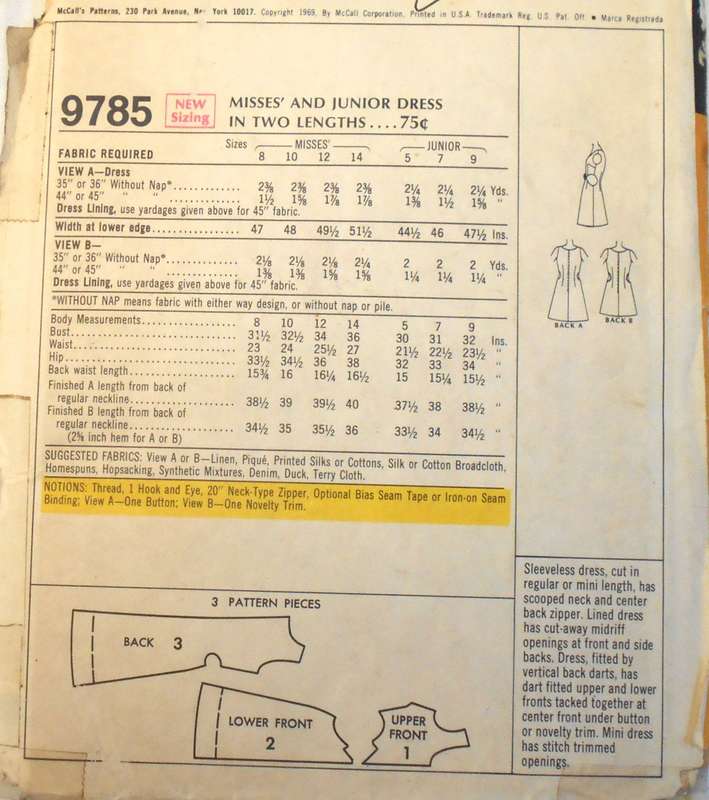 McCall's Patterns, 230 Park Avenue, New York 10017. Copyright 1969, By McCall Corporation, Printed in U.S.A. Trademark Reg. U.S. Pat. Off. • Marca Registrada
9785 NEW Sizing MISSES' AND JUNIOR DRESS
IN TWO LENGTHS....75¢
Sizes MISSES' JUNIOR
FABRIC REQUIRED 8 10 12 14 5 7 9
VIEW A—Dress
35" or 36" Without Nap*............. 2⅜ 2⅜ 2⅜ 2⅜ 2¼ 2¼ 2¼ Yds.
44" or 45" " " ............. 1½ 1⅝ 1⅞ 1⅞ 1⅜ 1½ 1⅝ "
Dress Lining, use yardages given above for 45" fabric.
Width at lower edge................ 47 48 49½ 51½ 44½ 46 47½ Ins.
VIEW B—
35" or 36" Without Nap*............. 2⅛ 2⅛ 2⅛ 2¼ 2 2 2 Yds.
44" or 45" " " ............. 1⅜ 1⅜ 1⅝ 1⅝ 1¼ 1¼ 1¼ "
Dress Lining, use yardages given above for 45" fabric.
*WITHOUT NAP means fabric with either way design, or without nap or pile.
Body Measurements................ 8 10 12 14 5 7 9
Bust........................... 31½ 32½ 34 36 30 31 32 Ins.
Waist.......................... 23 24 25½ 27 21½ 22½ 23½ "
Hip............................ 33½ 34½ 36 38 32 33 34 "
Back waist length................. 15¾ 16 16¼ 16½ 15 15¼ 15½ "
Finished A length from back of
regular neckline................ 38½ 39 39½ 40 37½ 38 38½ "
Finished B length from back of
regular neckline................ 34½ 35 35½ 36 33½ 34 34½ "
(2⅝ inch hem for A or B)
SUGGESTED FABRICS: View A or B—Linen, Piqué, Printed Silks or Cottons, Silk or Cotton Broadcloth,
Homespuns, Hopsacking, Synthetic Mixtures, Denim, Duck, Terry Cloth.
NOTIONS: Thread, 1 Hook and Eye, 20" Neck-Type Zipper, Optional Bias Seam Tape or Iron-on Seam
Binding; View A—One Button; View B—One Novelty Trim.
BACK A BACK B
3 PATTERN PIECES
BACK 3
LOWER FRONT
2
UPPER
FRONT
1
Sleeveless dress, cut in
regular or mini length, has
scooped neck and center
back zipper. Lined dress
has cut-away midriff
openings at front and side
backs. Dress, fitted by
vertical back darts, has
dart fitted upper and lower
fronts tacked together at
center front under button
or novelty trim. Mini dress
has stitch trimmed
openings.